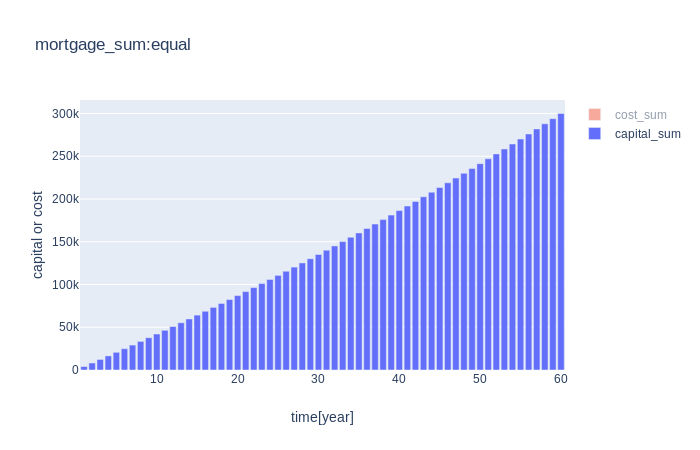 mortgage_sum:equal
cost_sum
capital_sum
capital or cost
300k
250k
200k
150k
100k
50k
0
10
20
30
40
50
60
time[year]